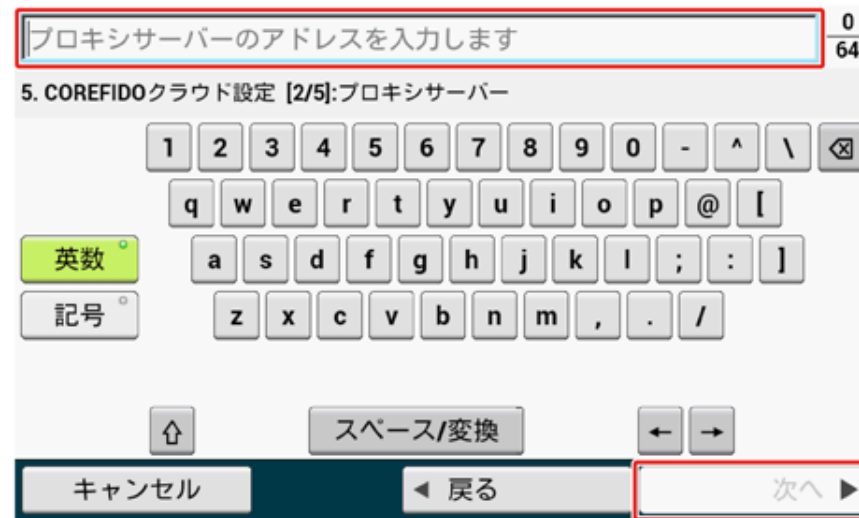 プロキシサーバーのアドレスを入力します
0
64
5. COREFIDOクラウド設定 [2/5]:プロキシサーバー
1 2 3 4 5 6 7 8 9 0 - ^ \
q w e r t y u i o p @ [
英数 a s d f g h j k l ; : ]
記号 z x c v b n m , . /
スペース/変換 ← →
キャンセル ◀ 戻る 次へ ▶